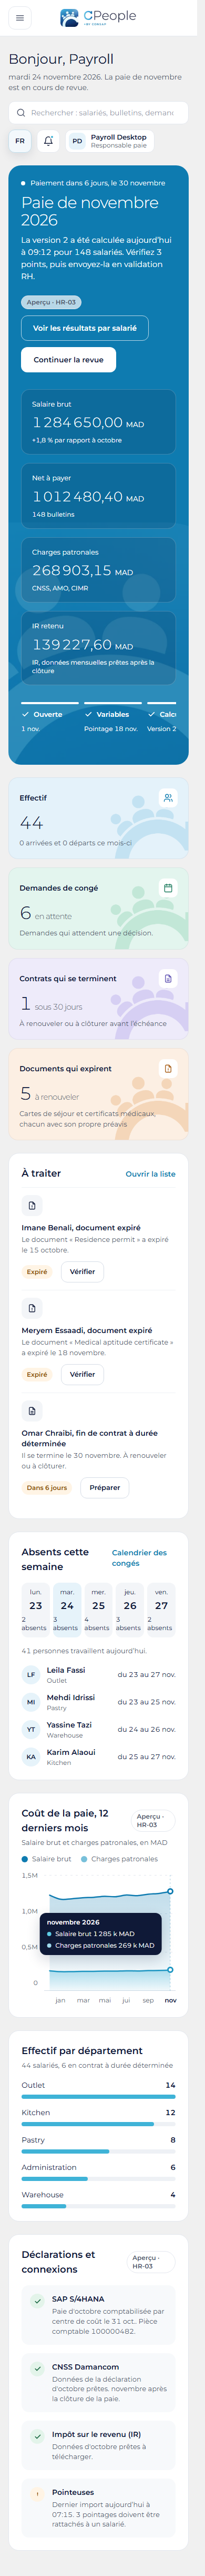 CPeople
Bonjour, Payroll
mardi 24 novembre 2026. La paie de novembre
est en cours de revue.
Rechercher : salariés, bulletins, demand
FR
PD
Payroll Desktop
Responsable paie
Paiement dans 6 jours, le 30 novembre
Paie de novembre
2026
La version 2 a été calculée aujourd'hui
à 09:12 pour 148 salariés. Vérifiez 3
points, puis envoyez-la en validation
RH.
Aperçu · HR-03
Voir les résultats par salarié
Continuer la revue
Salaire brut
1 284 650,00 MAD
+1,8 % par rapport à octobre
Net à payer
1 012 480,40 MAD
148 bulletins
Charges patronales
268 903,15 MAD
CNSS, AMO, CIMR
IR retenu
139 227,60 MAD
IR, données mensuelles prêtes après la
clôture
Ouverte
Variables
Calcu
1 nov.
Pointage 18 nov.
Version 2
Effectif
44
0 arrivées et 0 départs ce mois-ci
Demandes de congé
6 en attente
Demandes qui attendent une décision.
Contrats qui se terminent
1 sous 30 jours
À renouveler ou à clôturer avant l'échéance
Documents qui expirent
5 à renouveler
Cartes de séjour et certificats médicaux,
chacun avec son propre préavis
À traiter
Ouvrir la liste
Imane Benali, document expiré
Le document « Residence permit » a expiré
le 15 octobre.
Expiré
Vérifier
Meryem Essaadi, document expiré
Le document « Medical aptitude certificate »
a expiré le 18 novembre.
Expiré
Vérifier
Omar Chraibi, fin de contrat à durée
déterminée
Il se termine le 30 novembre. À renouveler
ou à clôturer.
Dans 6 jours
Préparer
Absents cette
semaine
Calendrier des
congés
lun. mar. mer. jeu. ven.
23 24 25 26 27
2 3 4 3 2
absents absents absents absents absents
41 personnes travaillent aujourd'hui.
LF
Leila Fassi
Outlet
du 23 au 27 nov.
MI
Mehdi Idrissi
Pastry
du 23 au 25 nov.
YT
Yassine Tazi
Warehouse
du 24 au 26 nov.
KA
Karim Alaoui
Kitchen
du 25 au 27 nov.
Coût de la paie, 12
derniers mois
Aperçu ·
HR-03
Salaire brut et charges patronales, en MAD
Salaire brut
Charges patronales
1,5M
1,0M
0,5M
0
novembre 2026
Salaire brut 1 285 k MAD
Charges patronales 269 k MAD
jan mar mai jui sep nov
Effectif par département
44 salariés, 6 en contrat à durée déterminée
Outlet 14
Kitchen 12
Pastry 8
Administration 6
Warehouse 4
Déclarations et
connexions
Aperçu ·
HR-03
SAP S/4HANA
Paie d'octobre comptabilisée par
centre de coût le 31 oct.. Pièce
comptable 100000482.
CNSS Damancom
Données de la déclaration
d'octobre prêtes. novembre après
la clôture de la paie.
Impôt sur le revenu (IR)
Données d'octobre prêtes à
télécharger.
Pointeuses
Dernier import aujourd'hui à
07:15. 3 pointages doivent être
rattachés à un salarié.